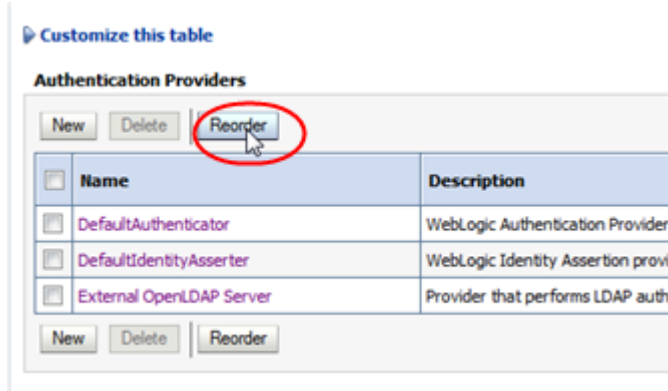 Customize this table
Authentication Providers
New Delete Reorder
Name Description
DefaultAuthenticator WebLogic Authentication Provider
DefaultIdentityAsserter WebLogic Identity Assertion provi
External OpenLDAP Server Provider that performs LDAP auth
New Delete Reorder